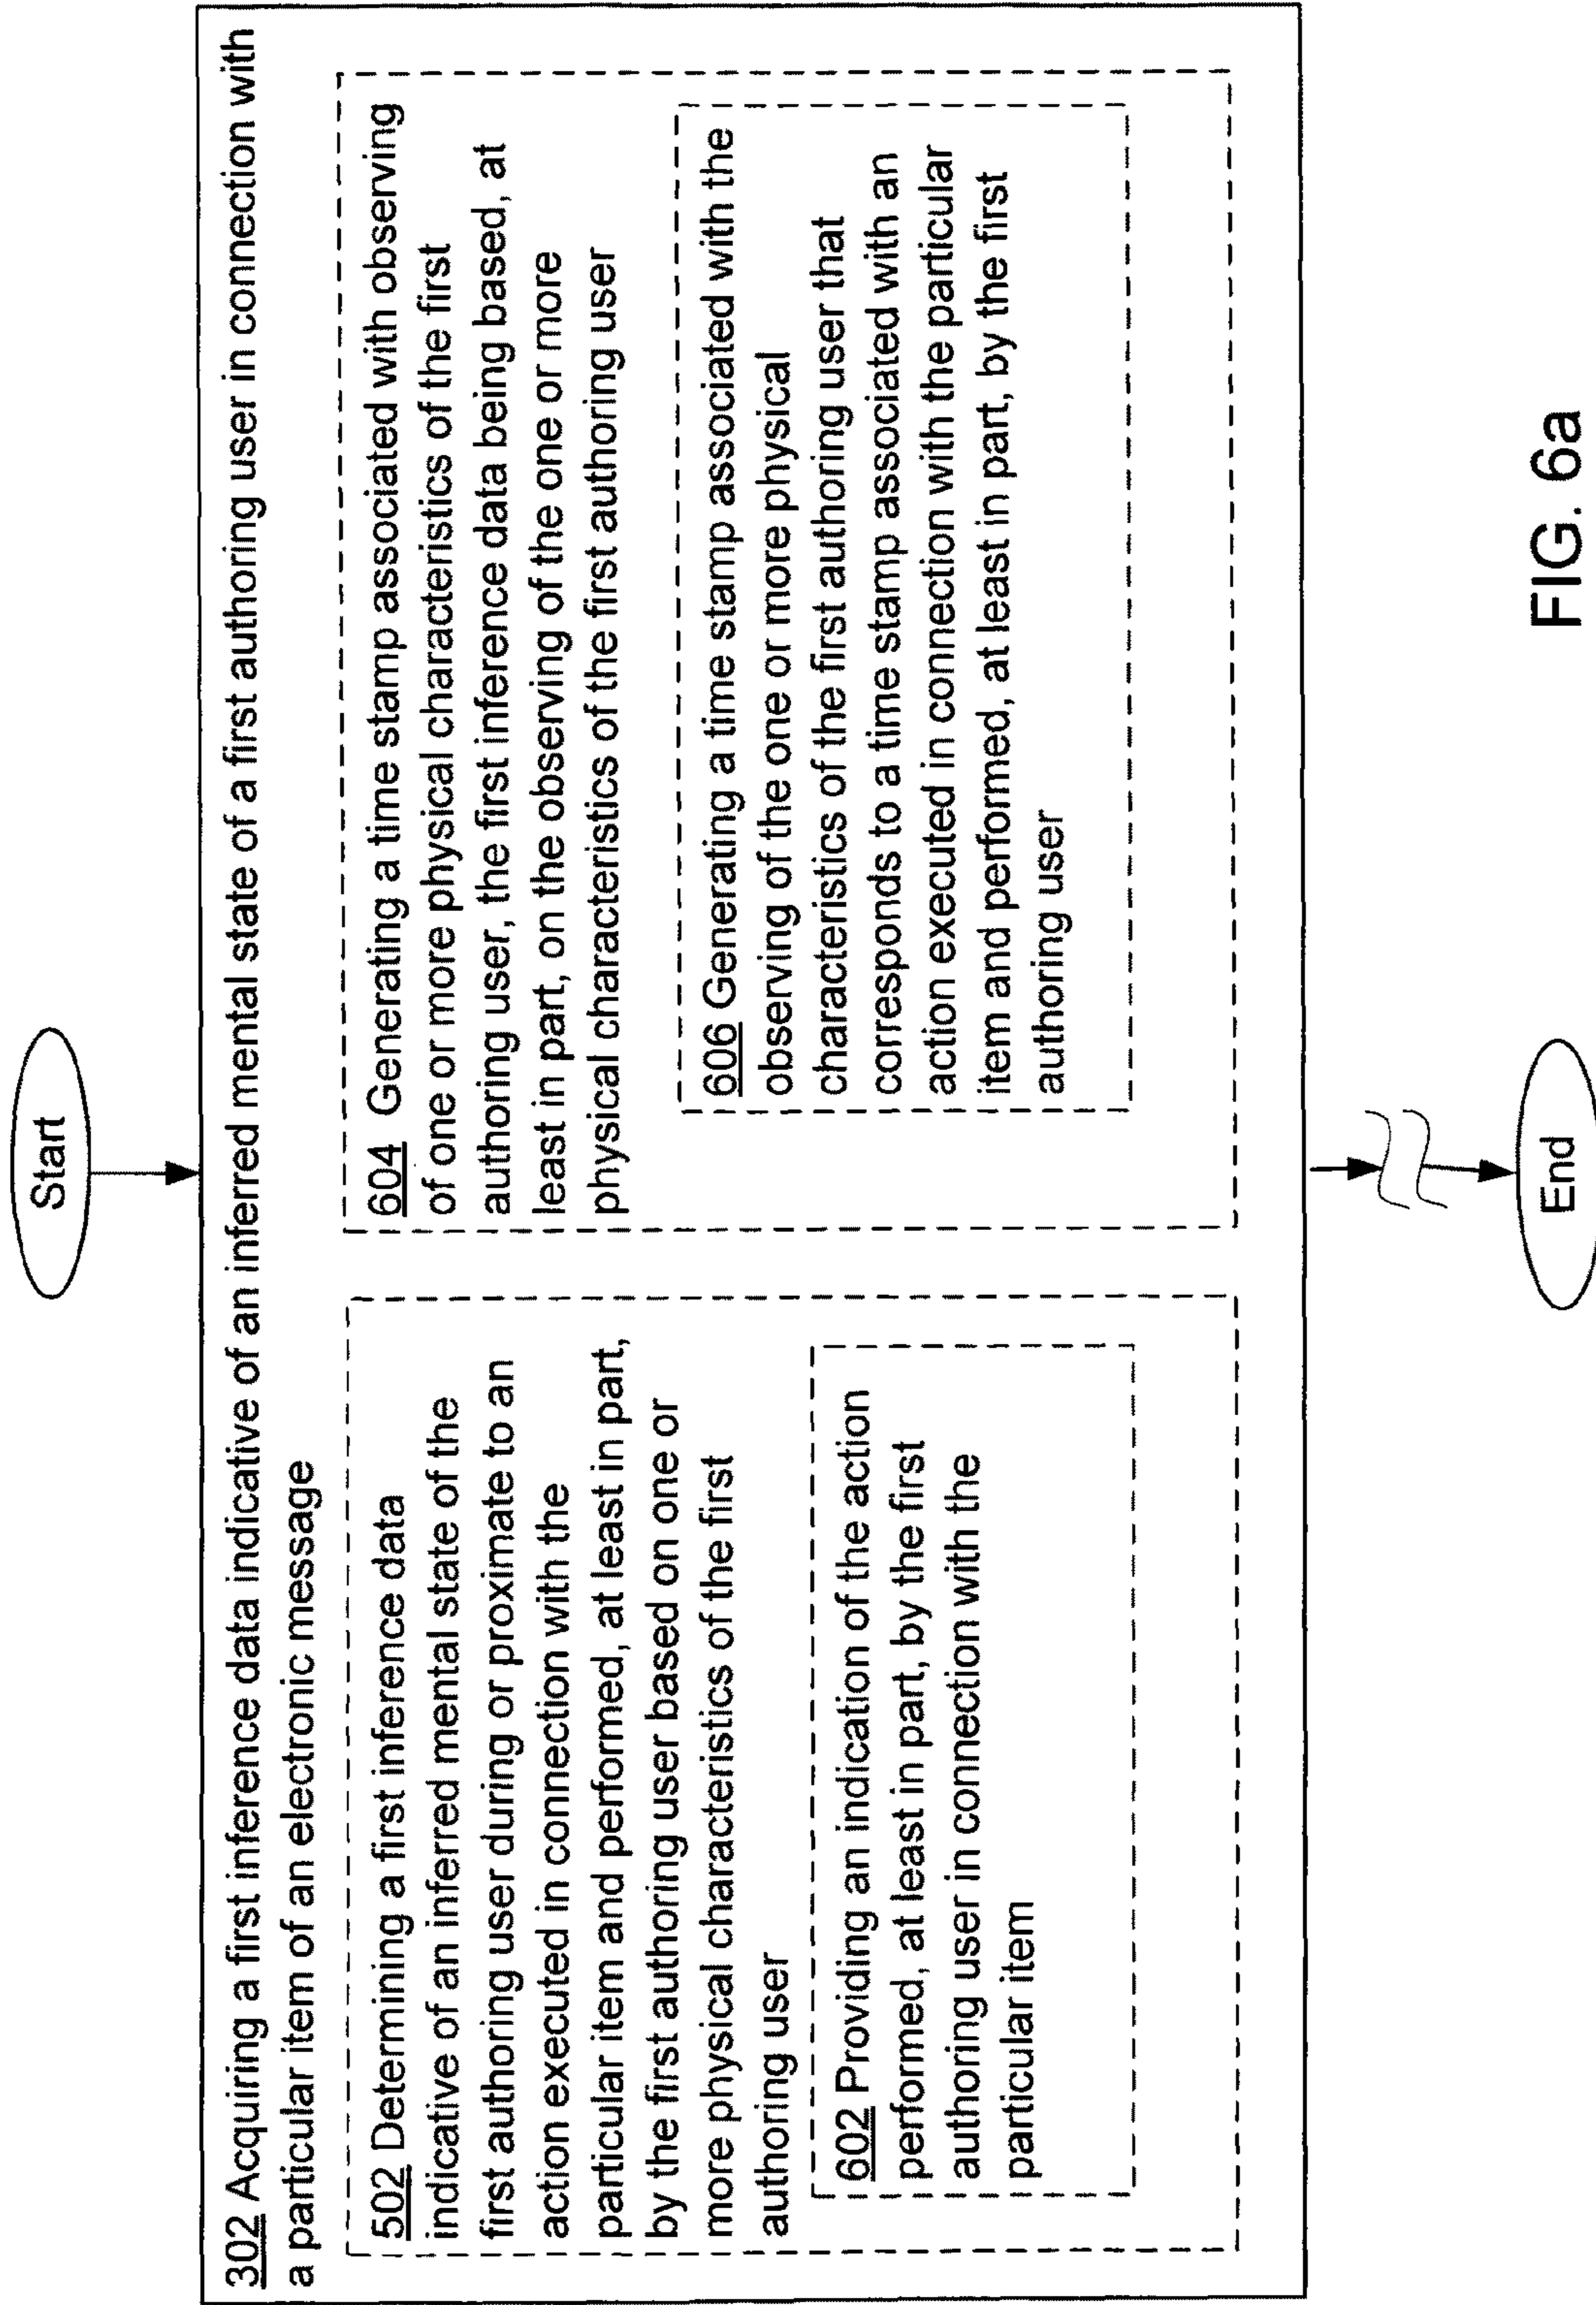 Start
302 Acquiring a first inference data indicative of an inferred mental state of a first authoring user in connection with
a particular item of an electronic message
502 Determining a first inference data
indicative of an inferred mental state of the
first authoring user during or proximate to an
action executed in connection with the
particular item and performed, at least in part,
by the first authoring user based on one or
more physical characteristics of the first
authoring user
602 Providing an indication of the action
performed, at least in part, by the first
authoring user in connection with the
particular item
604 Generating a time stamp associated with observing
of one or more physical characteristics of the first
authoring user, the first inference data being based, at
least in part, on the observing of the one or more
physical characteristics of the first authoring user
606 Generating a time stamp associated with the
observing of the one or more physical
characteristics of the first authoring user that
corresponds to a time stamp associated with an
action executed in connection with the particular
item and performed, at least in part, by the first
authoring user
End
FIG. 6a